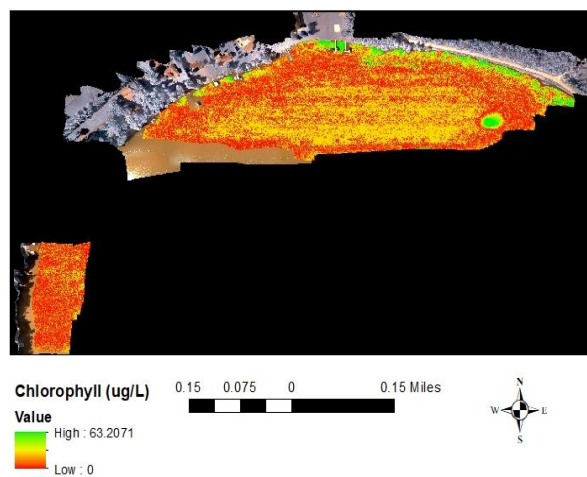 Chlorophyll (ug/L)
Value
High : 63.2071
Low : 0
0.15 0.075 0 0.15 Miles
N
W E
S